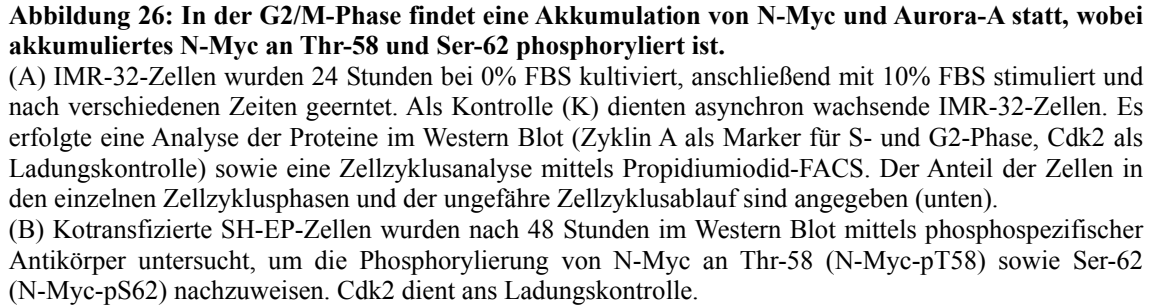 Abbildung 26: In der G2/M-Phase findet eine Akkumulation von N-Myc und Aurora-A statt, wobei
akkumuliertes N-Myc an Thr-58 und Ser-62 phosphoryliert ist.
(A) IMR-32-Zellen wurden 24 Stunden bei 0% FBS kultiviert, anschließend mit 10% FBS stimuliert und
nach verschiedenen Zeiten geerntet. Als Kontrolle (K) dienten asynchron wachsende IMR-32-Zellen. Es
erfolgte eine Analyse der Proteine im Western Blot (Zyklin A als Marker für S- und G2-Phase, Cdk2 als
Ladungskontrolle) sowie eine Zellzyklusanalyse mittels Propidiumiodid-FACS. Der Anteil der Zellen in
den einzelnen Zellzyklusphasen und der ungefähre Zellzyklusablauf sind angegeben (unten).
(B) Kotransfizierte SH-EP-Zellen wurden nach 48 Stunden im Western Blot mittels phosphospezifischer
Antikörper untersucht, um die Phosphorylierung von N-Myc an Thr-58 (N-Myc-pT58) sowie Ser-62
(N-Myc-pS62) nachzuweisen. Cdk2 dient ans Ladungskontrolle.